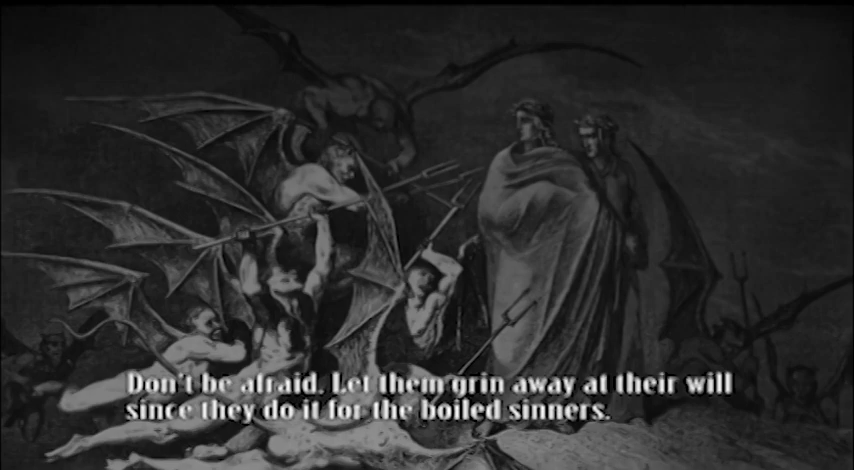 Don't be afraid. Let them grin away at their will
since they do it for the boiled sinners.